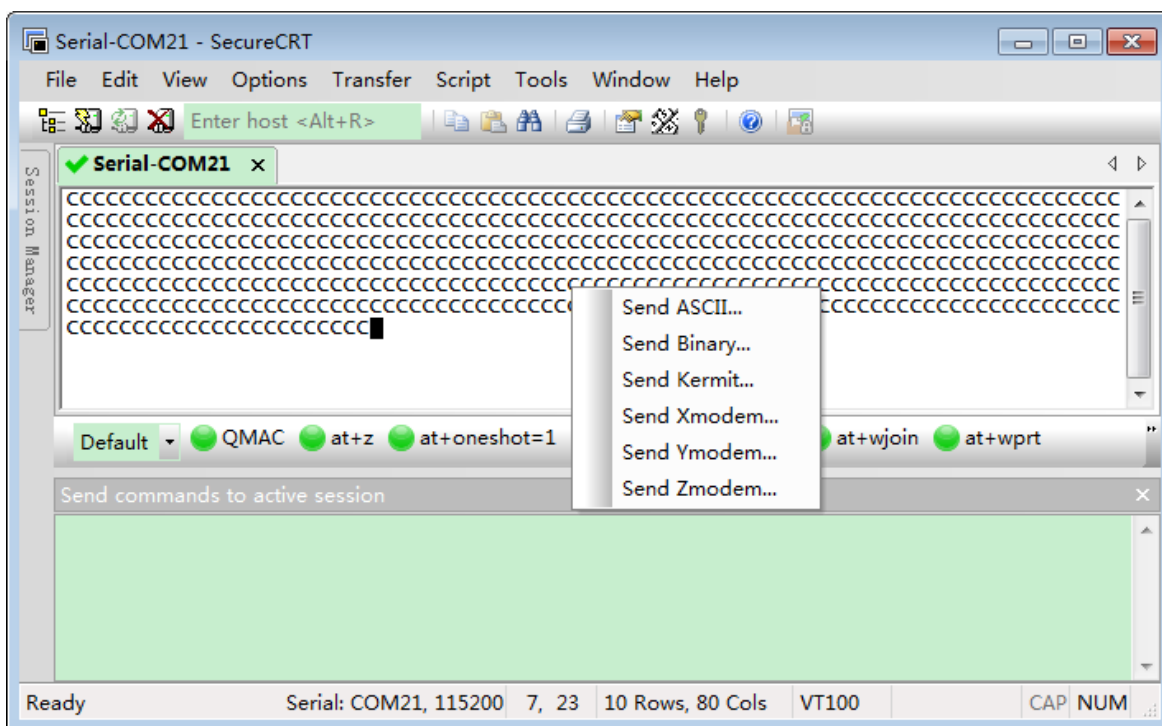 Serial-COM21 - SecureCRT
File Edit View Options Transfer Script Tools Window Help
Enter host <Alt+R>
Session Manager
Serial-COM21 ×
CCCCCCCCCCCCCCCCCCCCCCCCCCCCCCCCCCCCCCCCCCCCCCCCCCCCCCCCCCCCCCCCCCCCCCCCCCCCCCCC
CCCCCCCCCCCCCCCCCCCCCCCCCCCCCCCCCCCCCCCCCCCCCCCCCCCCCCCCCCCCCCCCCCCCCCCCCCCCCCCC
CCCCCCCCCCCCCCCCCCCCCCCCCCCCCCCCCCCCCCCCCCCCCCCCCCCCCCCCCCCCCCCCCCCCCCCCCCCCCCCC
CCCCCCCCCCCCCCCCCCCCCCCCCCCCCCCCCCCCCCCCCCCCCCCCCCCCCCCCCCCCCCCCCCCCCCCCCCCCCCCC
CCCCCCCCCCCCCCCCCCCCCCCCCCCCCCCCCCCCCCCCCCCCCCCCCCCCCCCCCCCCCCCCCCCCCCCCCCCCCCCC
CCCCCCCCCCCCCCCCCCCCCCCCCCCCCCCCCCCCCC CCCCCCCCCCCCCCCCCCCCCCC
CCCCCCCCCCCCCCCCCCCCCCC
Send ASCII...
Send Binary...
Send Kermit...
Send Xmodem...
Send Ymodem...
Send Zmodem...
Default QMAC at+z at+oneshot=1 at+wjoin at+wprt
Send commands to active session
Ready Serial: COM21, 115200 7, 23 10 Rows, 80 Cols VT100 CAP NUM